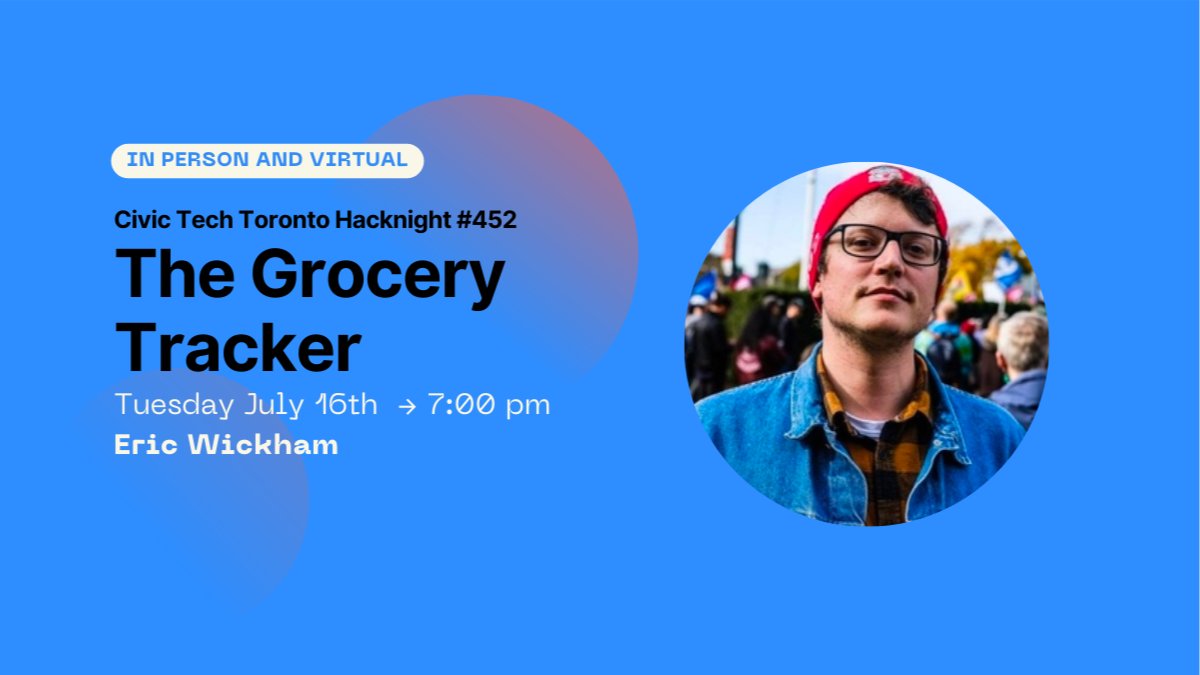 IN PERSON AND VIRTUAL
Civic Tech Toronto Hacknight #452
The Grocery
Tracker
Tuesday July 16th → 7:00 pm
Eric Wickham